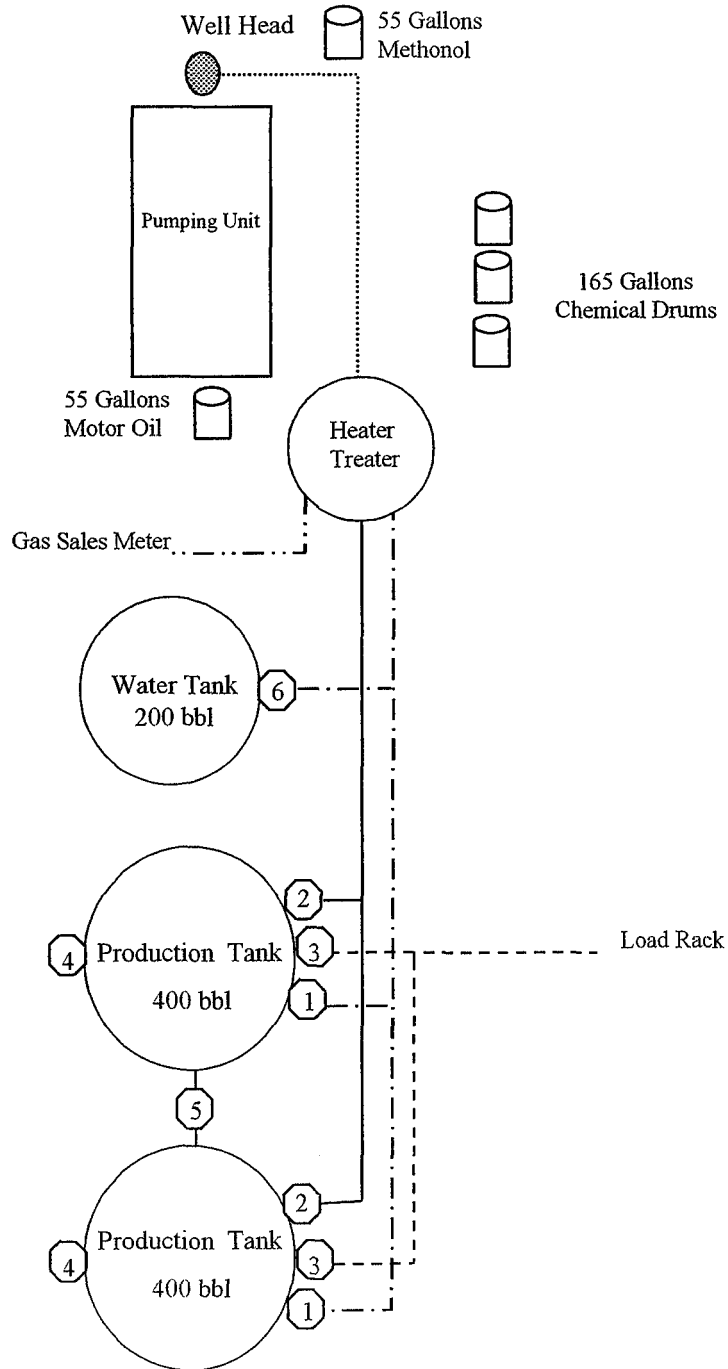 Well Head
55 Gallons
Methonol
Pumping Unit
165 Gallons
Chemical Drums
55 Gallons
Motor Oil
Heater
Treater
Gas Sales Meter
Water Tank
200 bbl
6
2
4
Production Tank
3
Load Rack
400 bbl
1
5
2
Production Tank
4
3
400 bbl
1